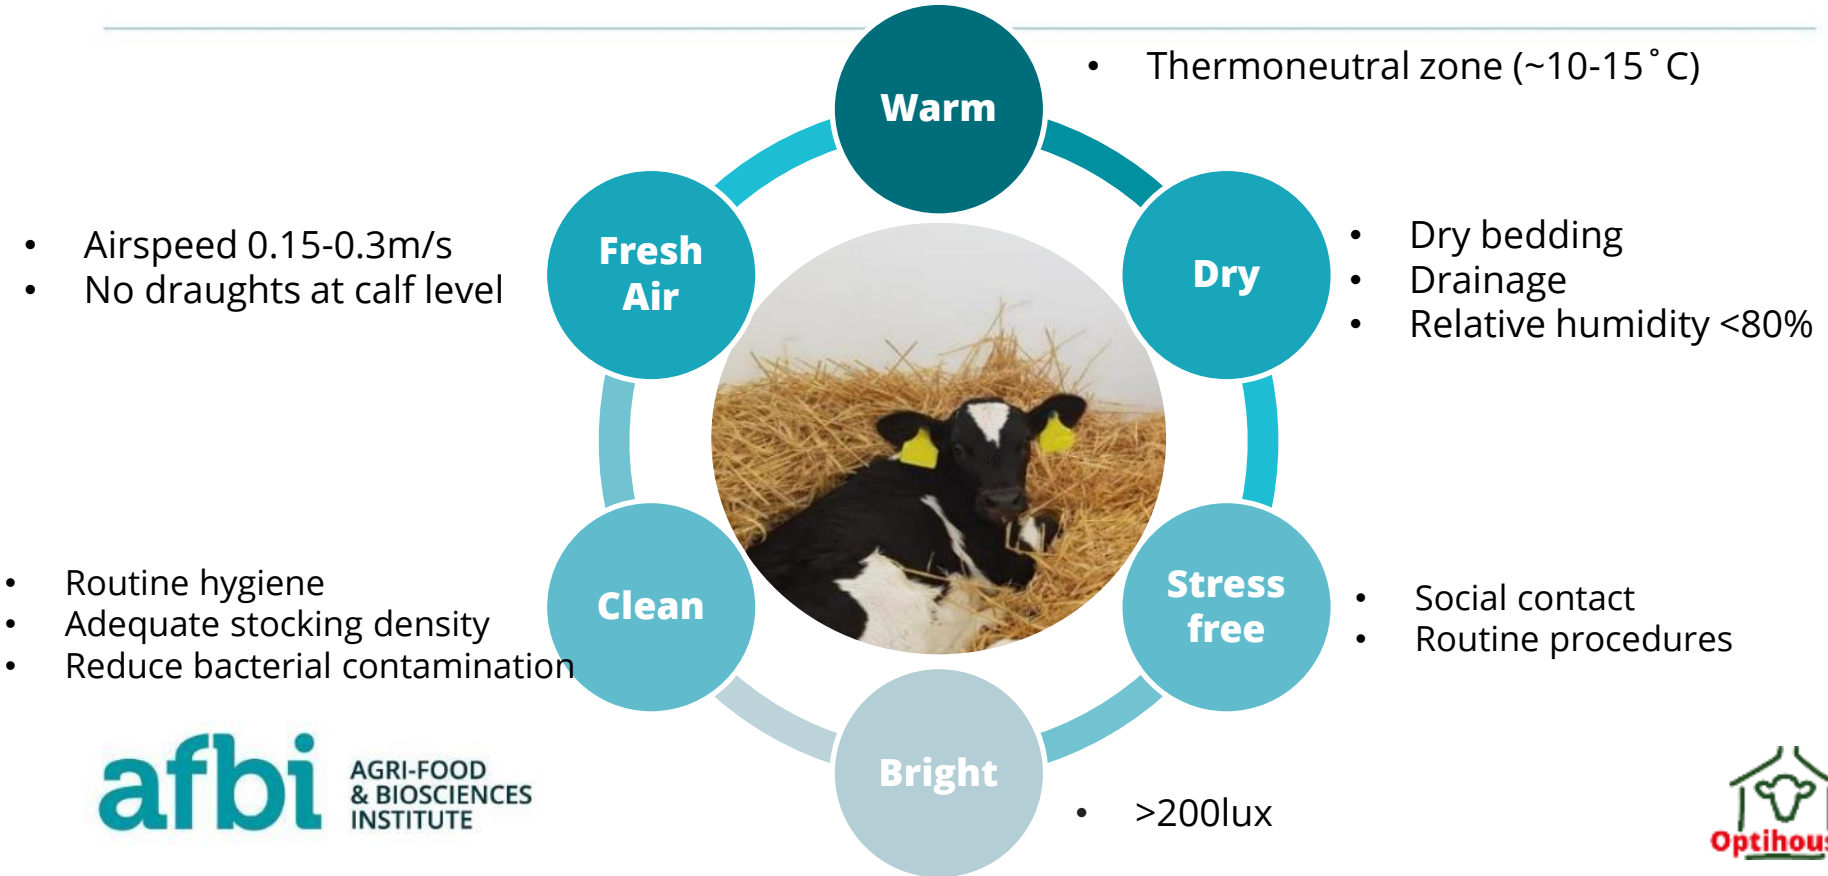 Warm
• Thermoneutral zone (~10-15˚C)
Dry
• Dry bedding
• Drainage
• Relative humidity <80%
Stress
free
• Social contact
• Routine procedures
Bright
• >200lux
Clean
• Routine hygiene
• Adequate stocking density
• Reduce bacterial contamination
Fresh
Air
• Airspeed 0.15-0.3m/s
• No draughts at calf level
afbi
AGRI-FOOD
& BIOSCIENCES
INSTITUTE